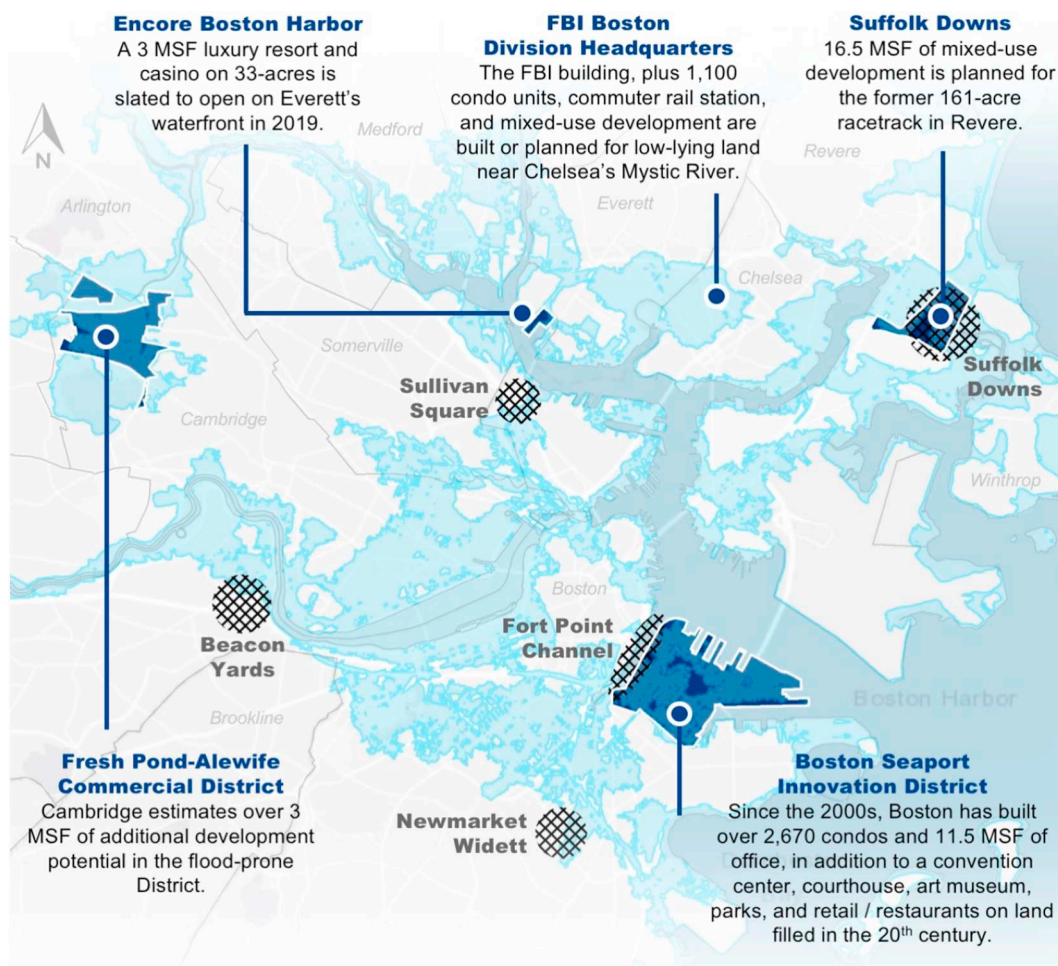 Encore Boston Harbor
A 3 MSF luxury resort and
casino on 33-acres is
slated to open on Everett's
waterfront in 2019.
FBI Boston
Division Headquarters
The FBI building, plus 1,100
condo units, commuter rail station,
and mixed-use development are
built or planned for low-lying land
near Chelsea's Mystic River.
Suffolk Downs
16.5 MSF of mixed-use
development is planned for
the former 161-acre
racetrack in Revere.
N
Medford
Revere
Arlington
Everett
Chelsea
Somerville
Sullivan
Square
Suffolk
Downs
Cambridge
Winthrop
Boston
Beacon
Yards
Fort Point
Channel
Brookline
Boston Harbor
Fresh Pond-Alewife
Commercial District
Cambridge estimates over 3
MSF of additional development
potential in the flood-prone
District.
Newmarket
Widett
Boston Seaport
Innovation District
Since the 2000s, Boston has built
over 2,670 condos and 11.5 MSF of
office, in addition to a convention
center, courthouse, art museum,
parks, and retail / restaurants on land
filled in the 20th century.